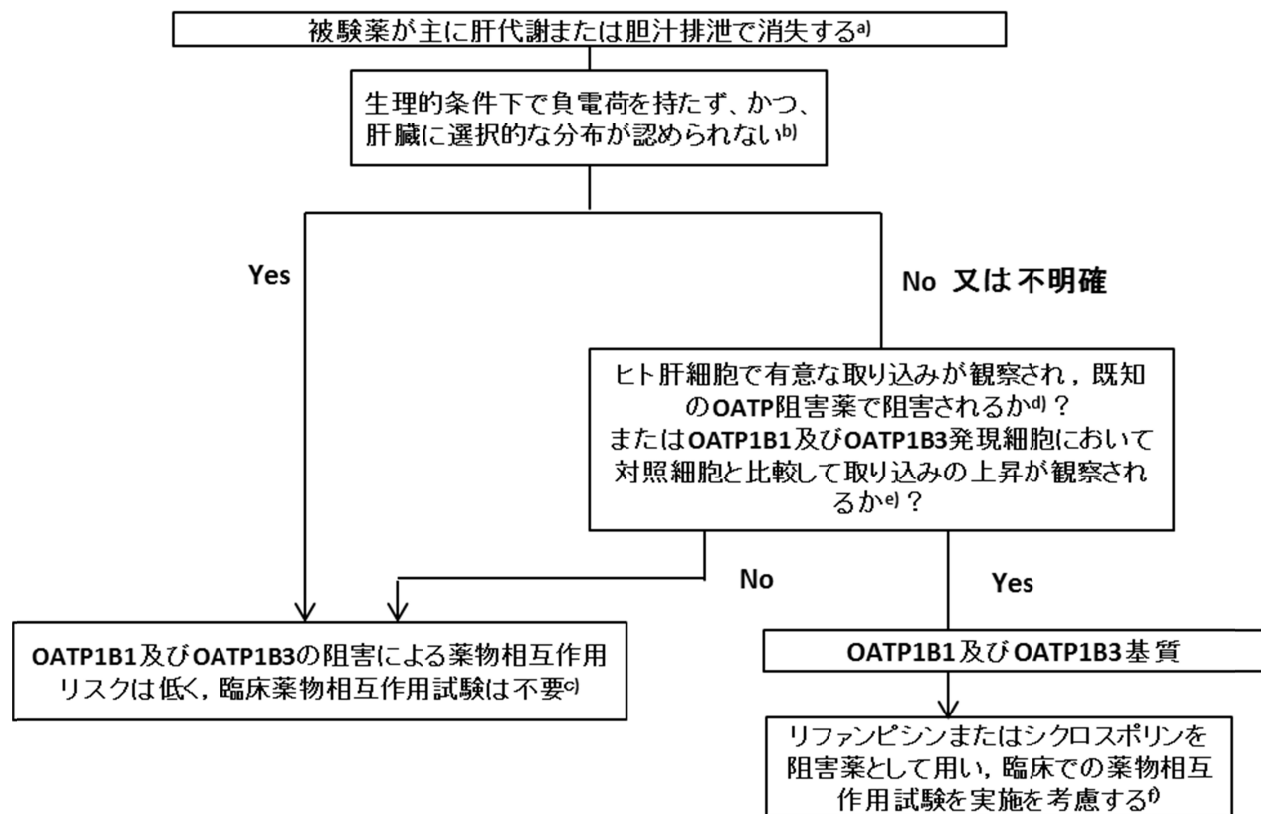 被験薬が主に肝代謝または胆汁排泄で消失するa)
生理的条件下で負電荷を持たず、かつ、
肝臓に選択的な分布が認められないb)
Yes
No 又は不明確
ヒト肝細胞で有意な取り込みが観察され，既知
のOATP阻害薬で阻害されるかd)？
またはOATP1B1及びOATP1B3発現細胞において
対照細胞と比較して取り込みの上昇が観察され
るかe)？
No
Yes
OATP1B1及びOATP1B3の阻害による薬物相互作用
リスクは低く，臨床薬物相互作用試験は不要c)
OATP1B1及びOATP1B3基質
リファンピシンまたはシクロスポリンを
阻害薬として用い，臨床での薬物相互
作用試験を実施を考慮するf)